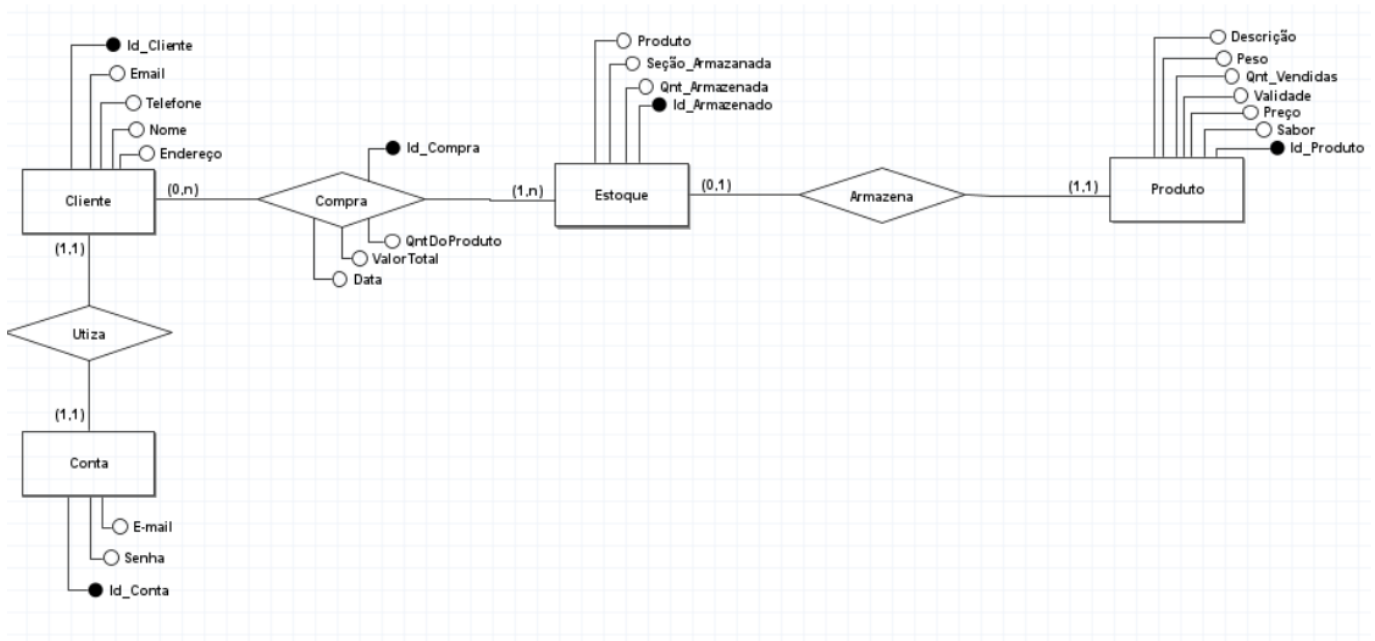 Id_Cliente
Email
Telefone
Nome
Endereço
Cliente
(0,n)
Id_Compra
Compra
QntDoProduto
ValorTotal
Data
(1,n)
Produto
Seção_Armazanada
Qnt_Armazenada
Id_Armazenado
Estoque
(0,1)
Armazena
(1,1)
Descrição
Peso
Qnt_Vendidas
Validade
Preço
Sabor
Id_Produto
Produto
(1,1)
Utiza
(1,1)
Conta
E-mail
Senha
Id_Conta